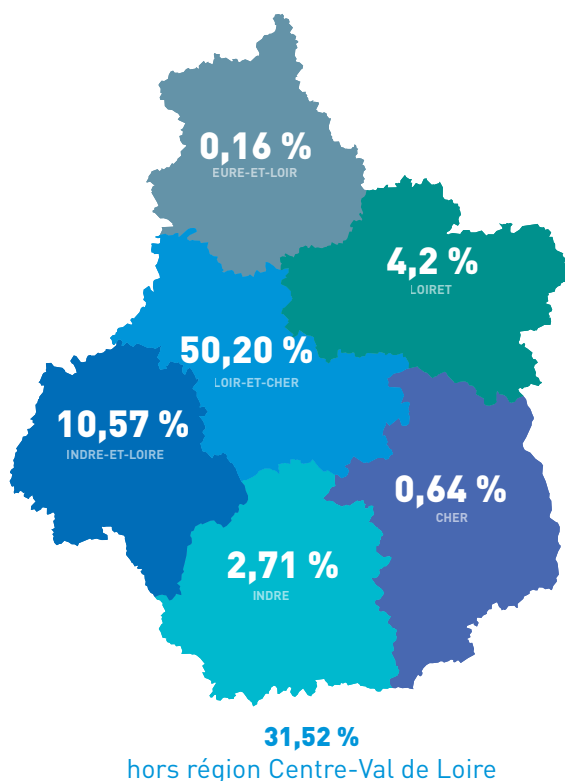 0,16 %
EURE-ET-LOIR
4,2 %
LOIRET
50,20 %
LOIR-ET-CHER
10,57 %
INDRE-ET-LOIRE
0,64 %
CHER
2,71 %
INDRE
31,52 %
hors région Centre-Val de Loire